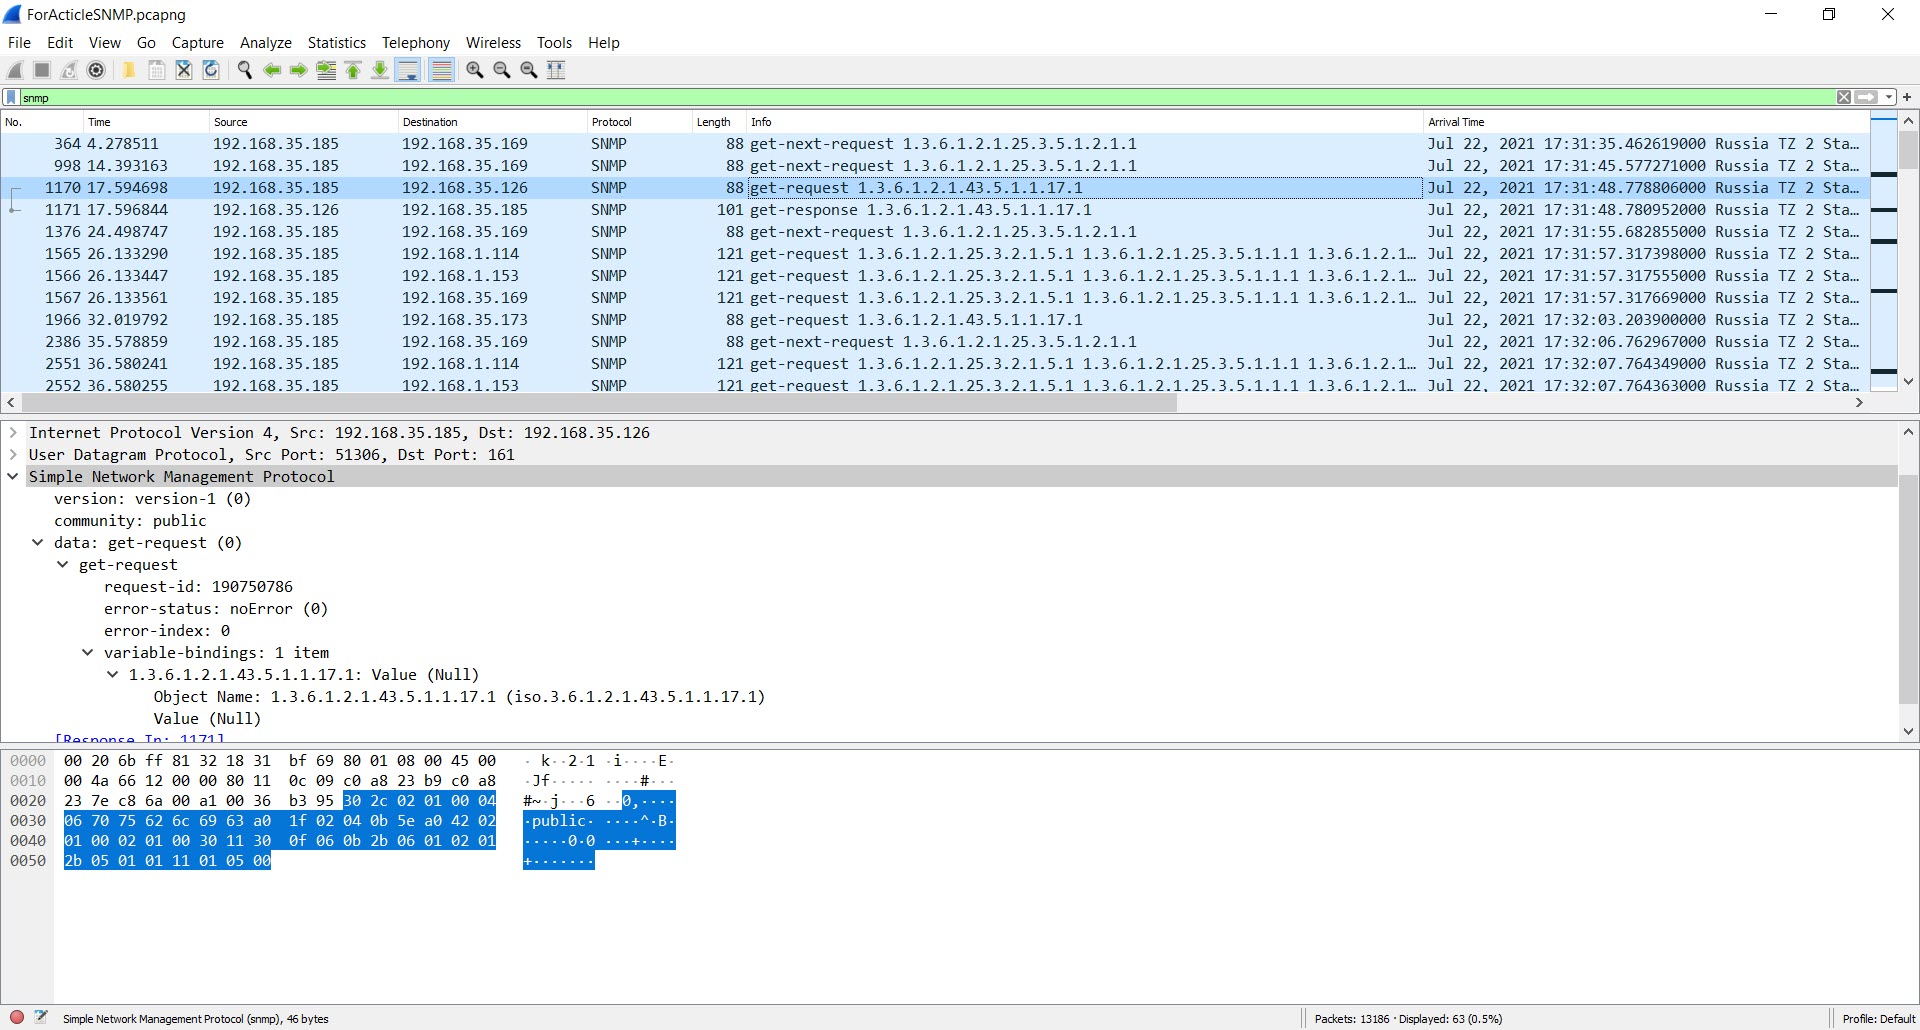 ForActicleSNMP.pcapng
File Edit View Go Capture Analyze Statistics Telephony Wireless Tools Help
snmp
No. Time Source Destination Protocol Length Info Arrival Time
364 4.278511 192.168.35.185 192.168.35.169 SNMP 88 get-next-request 1.3.6.1.2.1.25.3.5.1.2.1.1 Jul 22, 2021 17:31:35.462619000 Russia TZ 2 Sta…
998 14.393163 192.168.35.185 192.168.35.169 SNMP 88 get-next-request 1.3.6.1.2.1.25.3.5.1.2.1.1 Jul 22, 2021 17:31:45.577271000 Russia TZ 2 Sta…
1170 17.594698 192.168.35.185 192.168.35.126 SNMP 88 get-request 1.3.6.1.2.1.43.5.1.1.17.1 Jul 22, 2021 17:31:48.778806000 Russia TZ 2 Sta…
1171 17.596844 192.168.35.126 192.168.35.185 SNMP 101 get-response 1.3.6.1.2.1.43.5.1.1.17.1 Jul 22, 2021 17:31:48.780952000 Russia TZ 2 Sta…
1376 24.498747 192.168.35.185 192.168.35.169 SNMP 88 get-next-request 1.3.6.1.2.1.25.3.5.1.2.1.1 Jul 22, 2021 17:31:55.682855000 Russia TZ 2 Sta…
1565 26.133290 192.168.35.185 192.168.1.114 SNMP 121 get-request 1.3.6.1.2.1.25.3.2.1.5.1 1.3.6.1.2.1.25.3.5.1.1.1 1.3.6.1.2.1… Jul 22, 2021 17:31:57.317398000 Russia TZ 2 Sta…
1566 26.133447 192.168.35.185 192.168.1.153 SNMP 121 get-request 1.3.6.1.2.1.25.3.2.1.5.1 1.3.6.1.2.1.25.3.5.1.1.1 1.3.6.1.2.1… Jul 22, 2021 17:31:57.317555000 Russia TZ 2 Sta…
1567 26.133561 192.168.35.185 192.168.35.169 SNMP 121 get-request 1.3.6.1.2.1.25.3.2.1.5.1 1.3.6.1.2.1.25.3.5.1.1.1 1.3.6.1.2.1… Jul 22, 2021 17:31:57.317669000 Russia TZ 2 Sta…
1966 32.019792 192.168.35.185 192.168.35.173 SNMP 88 get-request 1.3.6.1.2.1.43.5.1.1.17.1 Jul 22, 2021 17:32:03.203900000 Russia TZ 2 Sta…
2386 35.578859 192.168.35.185 192.168.35.169 SNMP 88 get-next-request 1.3.6.1.2.1.25.3.5.1.2.1.1 Jul 22, 2021 17:32:06.762967000 Russia TZ 2 Sta…
2551 36.580241 192.168.35.185 192.168.1.114 SNMP 121 get-request 1.3.6.1.2.1.25.3.2.1.5.1 1.3.6.1.2.1.25.3.5.1.1.1 1.3.6.1.2.1… Jul 22, 2021 17:32:07.764349000 Russia TZ 2 Sta…
2552 36.580255 192.168.35.185 192.168.1.153 SNMP 121 get-request 1.3.6.1.2.1.25.3.2.1.5.1 1.3.6.1.2.1.25.3.5.1.1.1 1.3.6.1.2.1… Jul 22, 2021 17:32:07.764363000 Russia TZ 2 Sta…
Internet Protocol Version 4, Src: 192.168.35.185, Dst: 192.168.35.126
User Datagram Protocol, Src Port: 51306, Dst Port: 161
Simple Network Management Protocol
version: version-1 (0)
community: public
data: get-request (0)
get-request
request-id: 190750786
error-status: noError (0)
error-index: 0
variable-bindings: 1 item
1.3.6.1.2.1.43.5.1.1.17.1: Value (Null)
Object Name: 1.3.6.1.2.1.43.5.1.1.17.1 (iso.3.6.1.2.1.43.5.1.1.17.1)
Value (Null)
[Response In: 1171]
0000 00 20 6b ff 81 32 18 31 bf 69 80 01 08 00 45 00 · k··2·1 ·i····E·
0010 00 4a 66 12 00 00 80 11 0c 09 c0 a8 23 b9 c0 a8 ·Jf····· ····#···
0020 23 7e c8 6a 00 a1 00 36 b3 95 30 2c 02 01 00 04 #~·j···6 ··0,····
0030 06 70 75 62 6c 69 63 a0 1f 02 04 0b 5e a0 42 02 ·public· ····^·B·
0040 01 00 02 01 00 30 11 30 0f 06 0b 2b 06 01 02 01 ·····0·0 ···+····
0050 2b 05 01 01 11 01 05 00 +·······
Simple Network Management Protocol (snmp), 46 bytes Packets: 13186 · Displayed: 63 (0.5%) Profile: Default